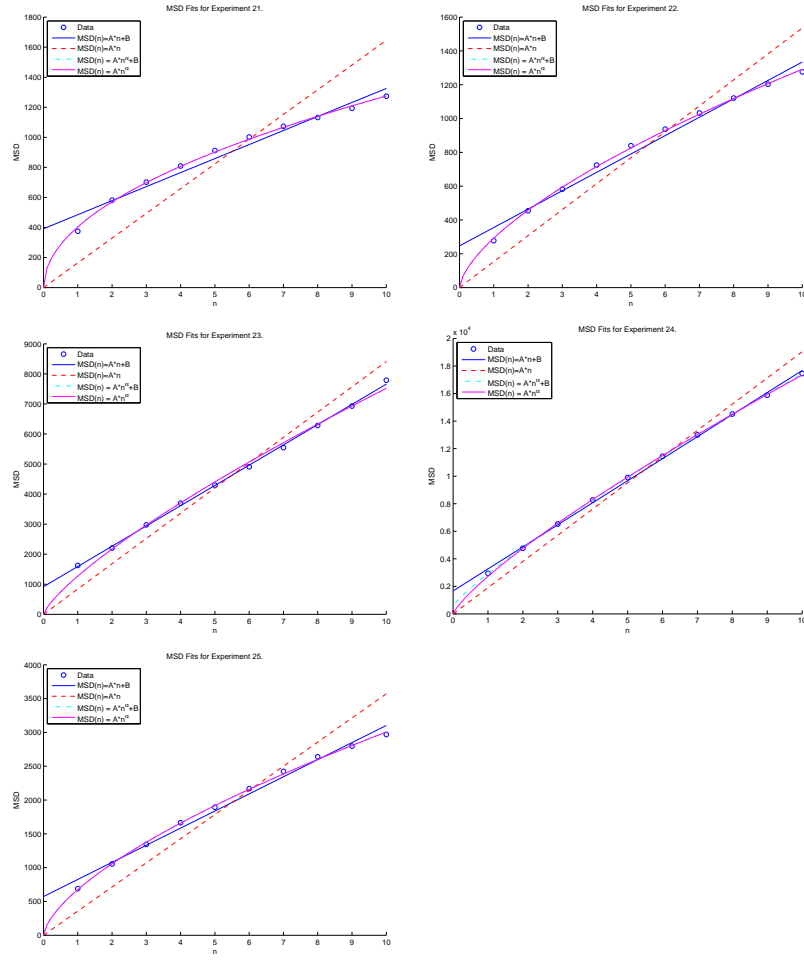 MSD Fits for Experiment 21.
1800
1600
1400
1200
1000
800
600
400
200
0
MSD
Data
MSD(n)=A*n+B
MSD(n)=A*n
MSD(n) = A*n^α+B
MSD(n) = A*n^α
0 1 2 3 4 5 6 7 8 9 10
n
MSD Fits for Experiment 22.
1600
1400
1200
1000
800
600
400
200
0
MSD
Data
MSD(n)=A*n+B
MSD(n)=A*n
MSD(n) = A*n^α+B
MSD(n) = A*n^α
0 1 2 3 4 5 6 7 8 9 10
n
MSD Fits for Experiment 23.
9000
8000
7000
6000
5000
4000
3000
2000
1000
0
MSD
Data
MSD(n)=A*n+B
MSD(n)=A*n
MSD(n) = A*n^α+B
MSD(n) = A*n^α
0 1 2 3 4 5 6 7 8 9 10
n
MSD Fits for Experiment 24.
x 10^4
2
1.8
1.6
1.4
1.2
1
0.8
0.6
0.4
0.2
0
MSD
Data
MSD(n)=A*n+B
MSD(n)=A*n
MSD(n) = A*n^α+B
MSD(n) = A*n^α
0 1 2 3 4 5 6 7 8 9 10
n
MSD Fits for Experiment 25.
4000
3500
3000
2500
2000
1500
1000
500
0
MSD
Data
MSD(n)=A*n+B
MSD(n)=A*n
MSD(n) = A*n^α+B
MSD(n) = A*n^α
0 1 2 3 4 5 6 7 8 9 10
n